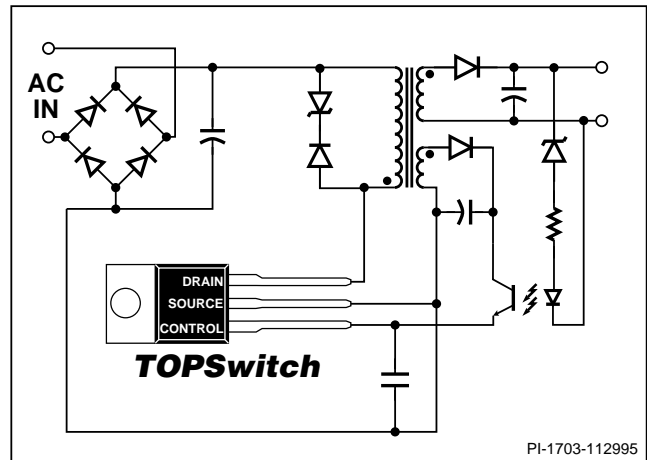 AC
IN
DRAIN
SOURCE
CONTROL
TOPSwitch
PI-1703-112995